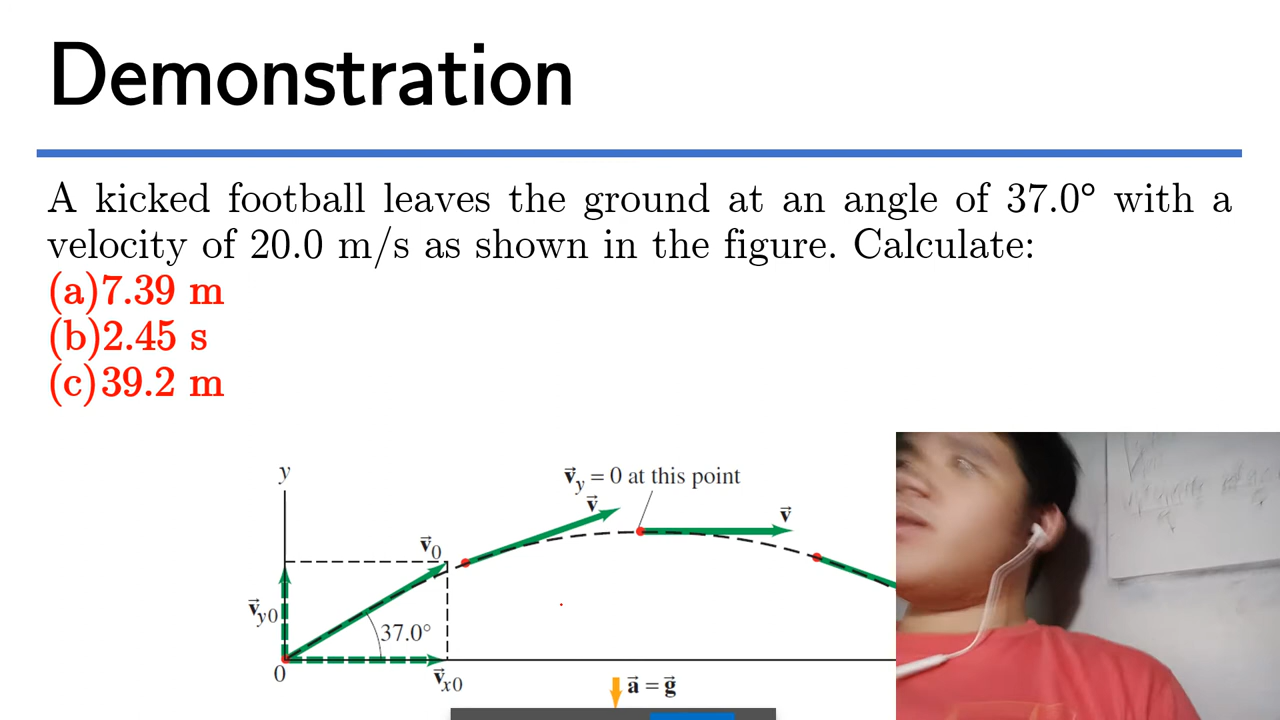 Demonstration
A kicked football leaves the ground at an angle of 37.0° with a
velocity of 20.0 m/s as shown in the figure. Calculate:
(a)7.39 m
(b)2.45 s
(c)39.2 m
y
v⃗y = 0 at this point
v⃗
v⃗
v⃗0
v⃗y0
37.0°
0
v⃗x0
a⃗ = g⃗